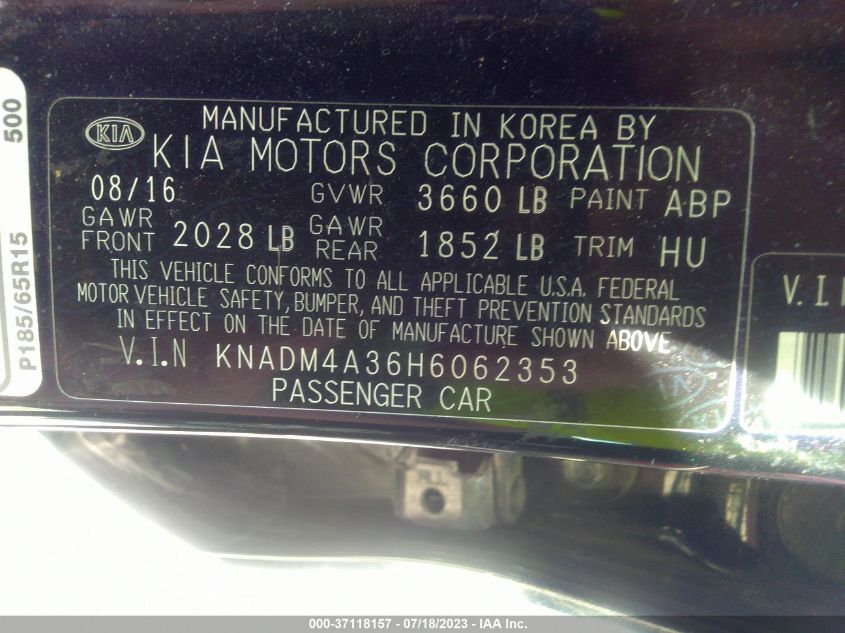 500
P185/65R15
KIA
MANUFACTURED IN KOREA BY
KIA MOTORS CORPORATION
08/16 GVWR 3660 LB PAINT ABP
GAWR FRONT 2028 LB GAWR REAR 1852 LB TRIM HU
THIS VEHICLE CONFORMS TO ALL APPLICABLE U.S.A. FEDERAL
MOTOR VEHICLE SAFETY, BUMPER, AND THEFT PREVENTION STANDARDS
IN EFFECT ON THE DATE OF MANUFACTURE SHOWN ABOVE.
V.I.N KNADM4A36H6062353
PASSENGER CAR
V.I
000-37118157 - 07/18/2023 - IAA Inc.